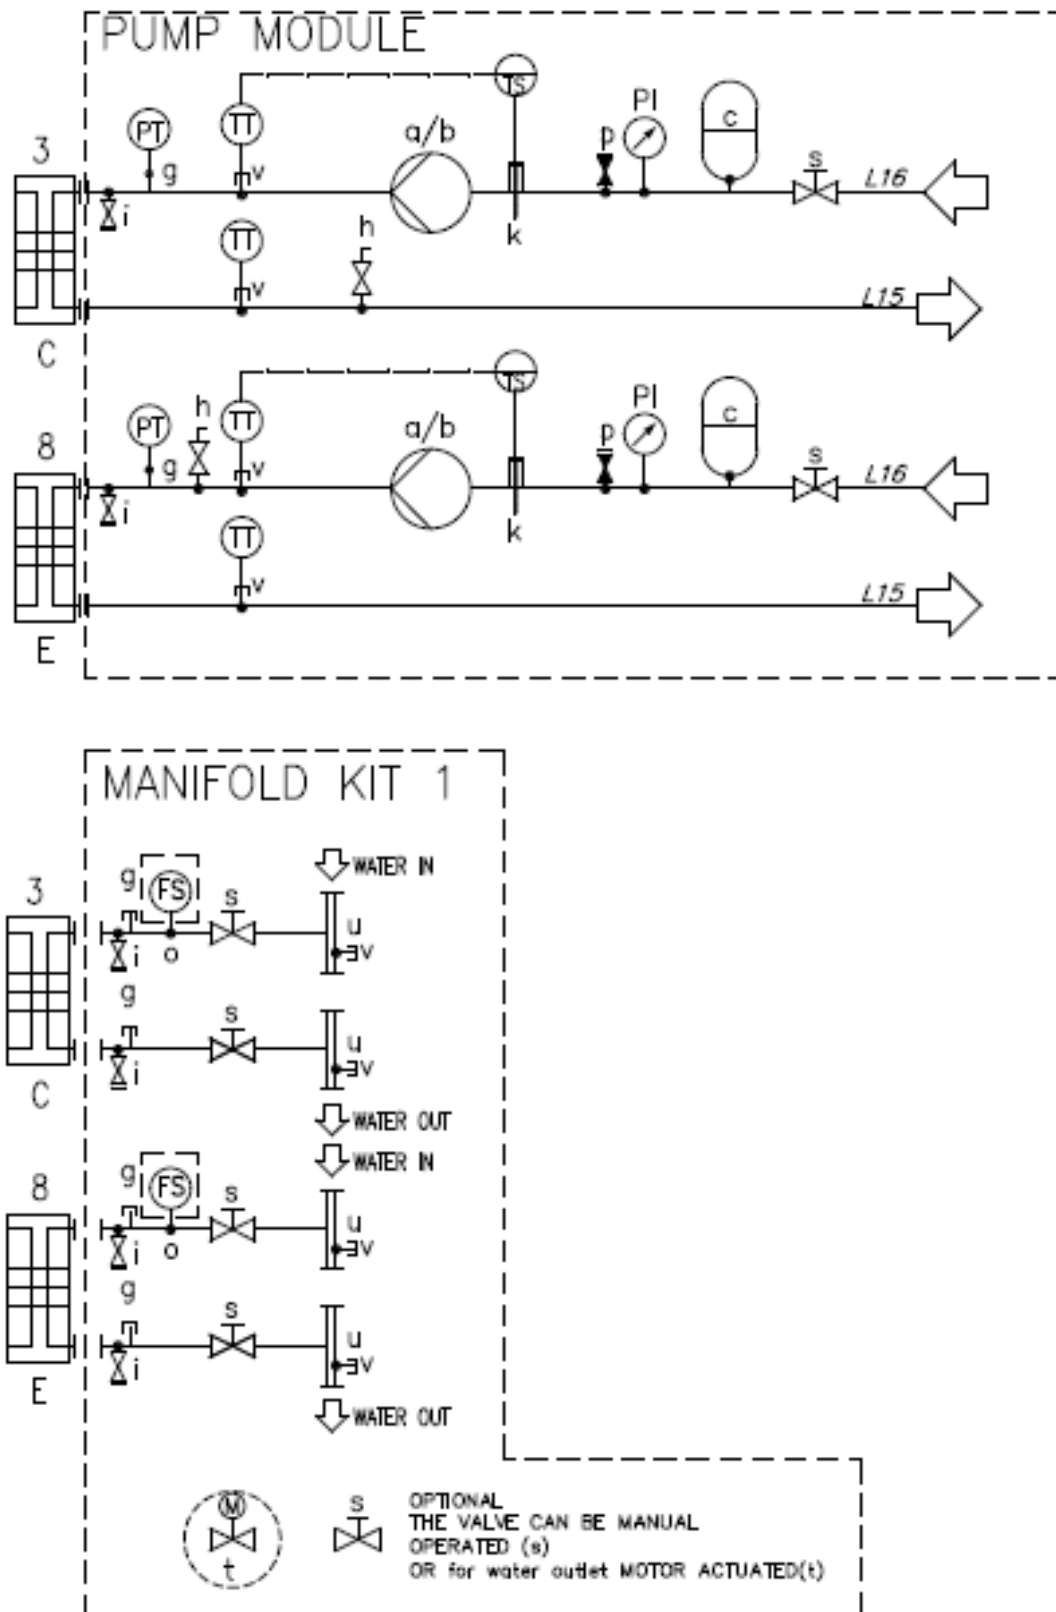 PUMP MODULE
TS
PT
TT
a/b
p
PI
c
s
3
g
v
L16
i
k
TT
h
v
L15
C
TS
PT
h
TT
a/b
p
PI
c
s
8
g
v
L16
i
k
TT
v
L15
E
MANIFOLD KIT 1
WATER IN
3
g
FS
s
u
v
i
o
g
s
u
v
i
C
WATER OUT
WATER IN
8
g
FS
s
u
v
i
o
g
s
u
v
i
E
WATER OUT
M
t
s
OPTIONAL
THE VALVE CAN BE MANUAL
OPERATED (s)
OR for water outlet MOTOR ACTUATED(t)